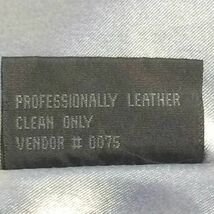 PROFESSIONALLY LEATHER
CLEAN ONLY
VENDOR # 0075